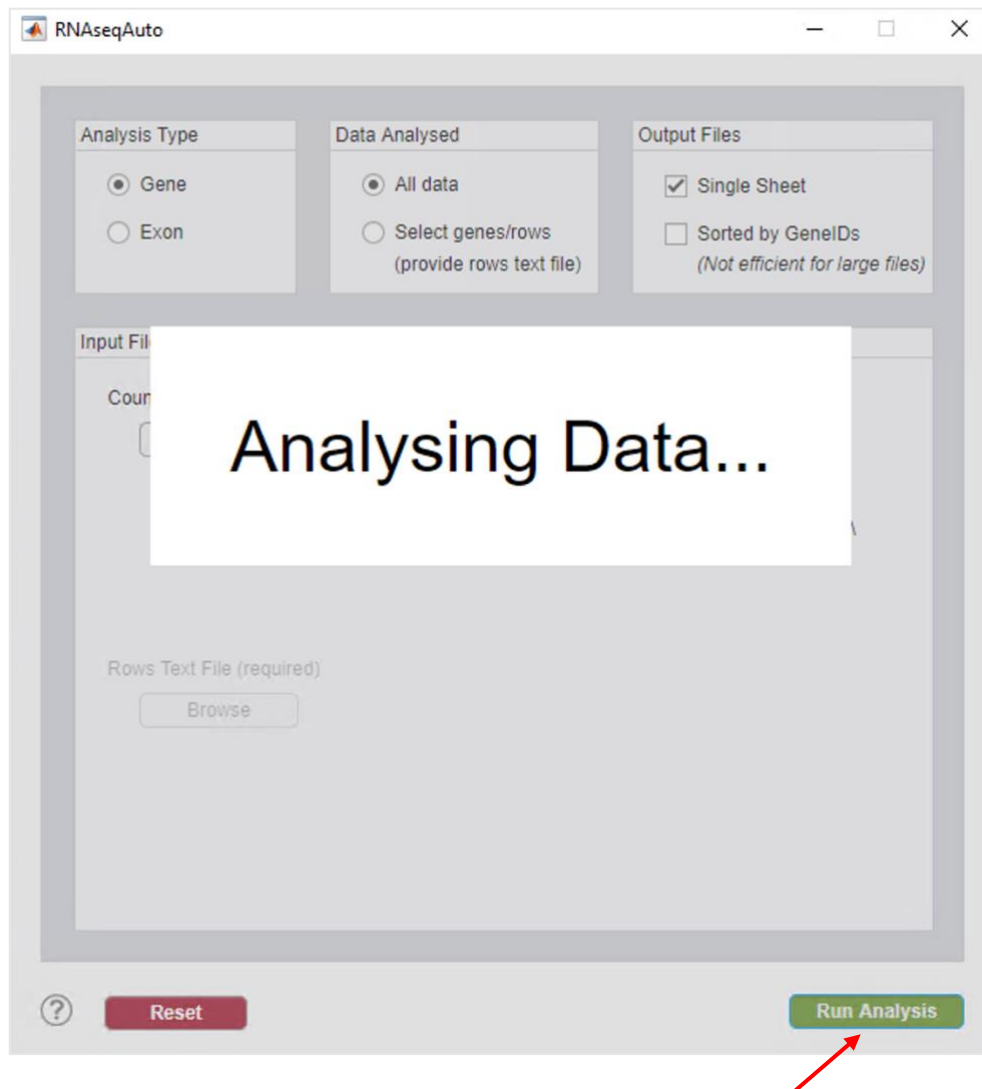 RNAseqAuto
Analysis Type
Gene
Exon
Data Analysed
All data
Select genes/rows
(provide rows text file)
Output Files
Single Sheet
Sorted by GeneIDs
(Not efficient for large files)
Input Fil
Coun
Analysing Data...
\
Rows Text File (required)
Browse
?
Reset
Run Analysis